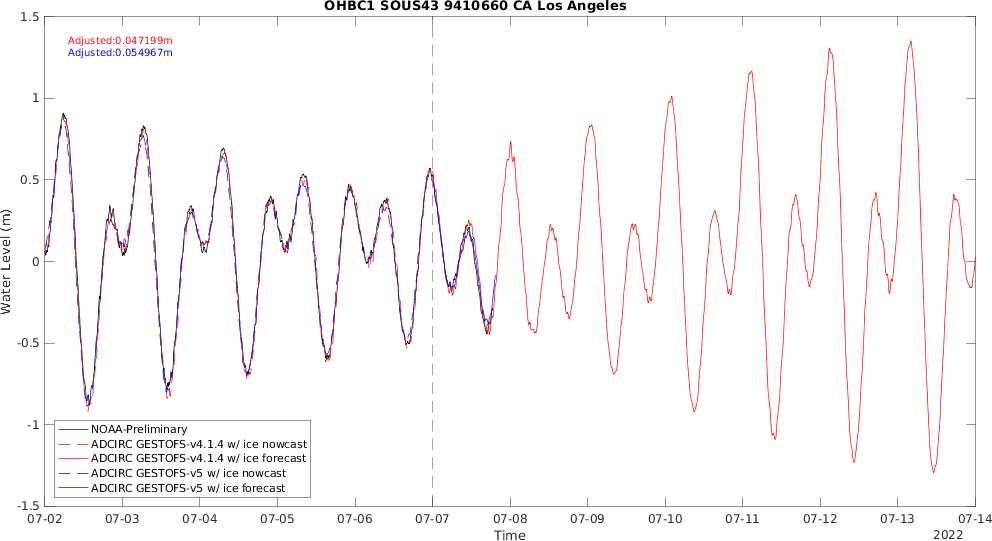 OHBC1 SOUS43 9410660 CA Los Angeles
Adjusted:0.047199m
Adjusted:0.054967m
Water Level (m)
1.5
1
0.5
0
-0.5
-1
-1.5
NOAA-Preliminary
ADCIRC GESTOFS-v4.1.4 w/ ice nowcast
ADCIRC GESTOFS-v4.1.4 w/ ice forecast
ADCIRC GESTOFS-v5 w/ ice nowcast
ADCIRC GESTOFS-v5 w/ ice forecast
07-02 07-03 07-04 07-05 07-06 07-07 07-08 07-09 07-10 07-11 07-12 07-13 07-14
Time
2022